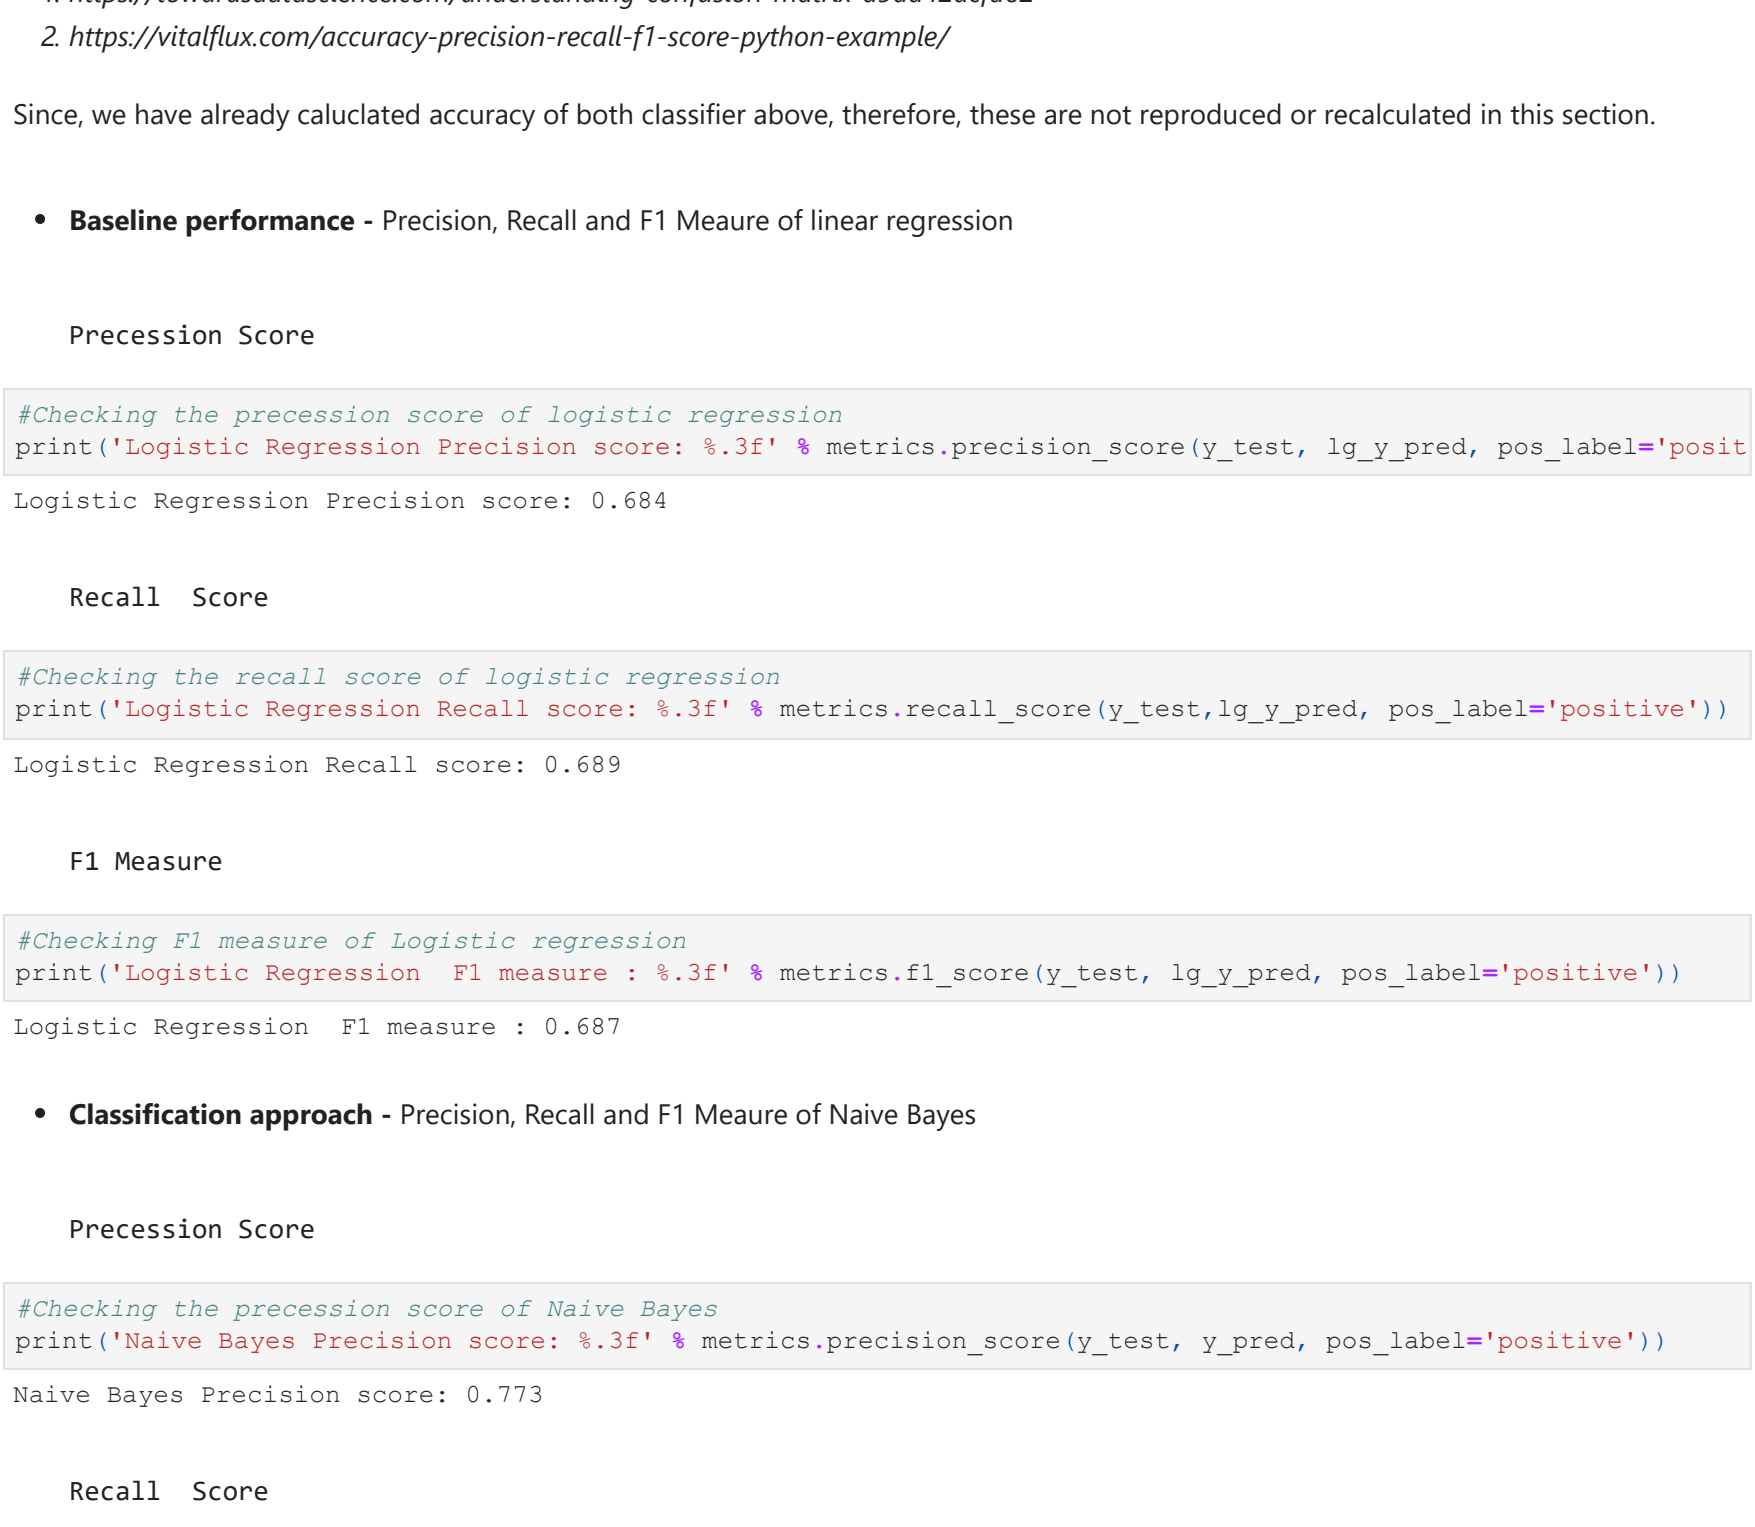 2. https://vitalflux.com/accuracy-precision-recall-f1-score-python-example/
Since, we have already caluclated accuracy of both classifier above, therefore, these are not reproduced or recalculated in this section.
• Baseline performance - Precision, Recall and F1 Meaure of linear regression
Precession Score
#Checking the precession score of logistic regression
print('Logistic Regression Precision score: %.3f' % metrics.precision_score(y_test, lg_y_pred, pos_label='posit
Logistic Regression Precision score: 0.684
Recall  Score
#Checking the recall score of logistic regression
print('Logistic Regression Recall score: %.3f' % metrics.recall_score(y_test,lg_y_pred, pos_label='positive'))
Logistic Regression Recall score: 0.689
F1 Measure
#Checking F1 measure of Logistic regression
print('Logistic Regression  F1 measure : %.3f' % metrics.f1_score(y_test, lg_y_pred, pos_label='positive'))
Logistic Regression  F1 measure : 0.687
• Classification approach - Precision, Recall and F1 Meaure of Naive Bayes
Precession Score
#Checking the precession score of Naive Bayes
print('Naive Bayes Precision score: %.3f' % metrics.precision_score(y_test, y_pred, pos_label='positive'))
Naive Bayes Precision score: 0.773
Recall  Score